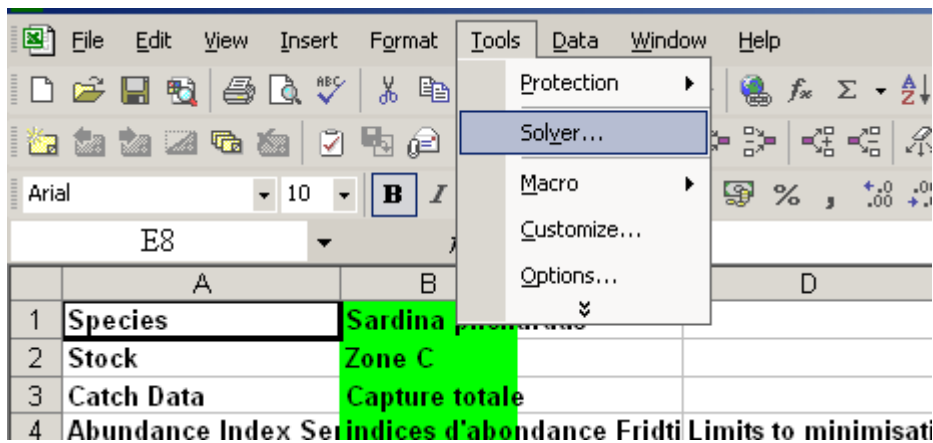 File Edit View Insert Format Tools Data Window Help
Protection
Solver...
Macro
Customize...
Options...
ABC
fx Σ
Arial 10 B I % ,
E8
A B D
1 Species Sardina
2 Stock Zone C
3 Catch Data Capture totale
4 Abundance Index Ser indices d'abondance Fridti Limits to minimisati